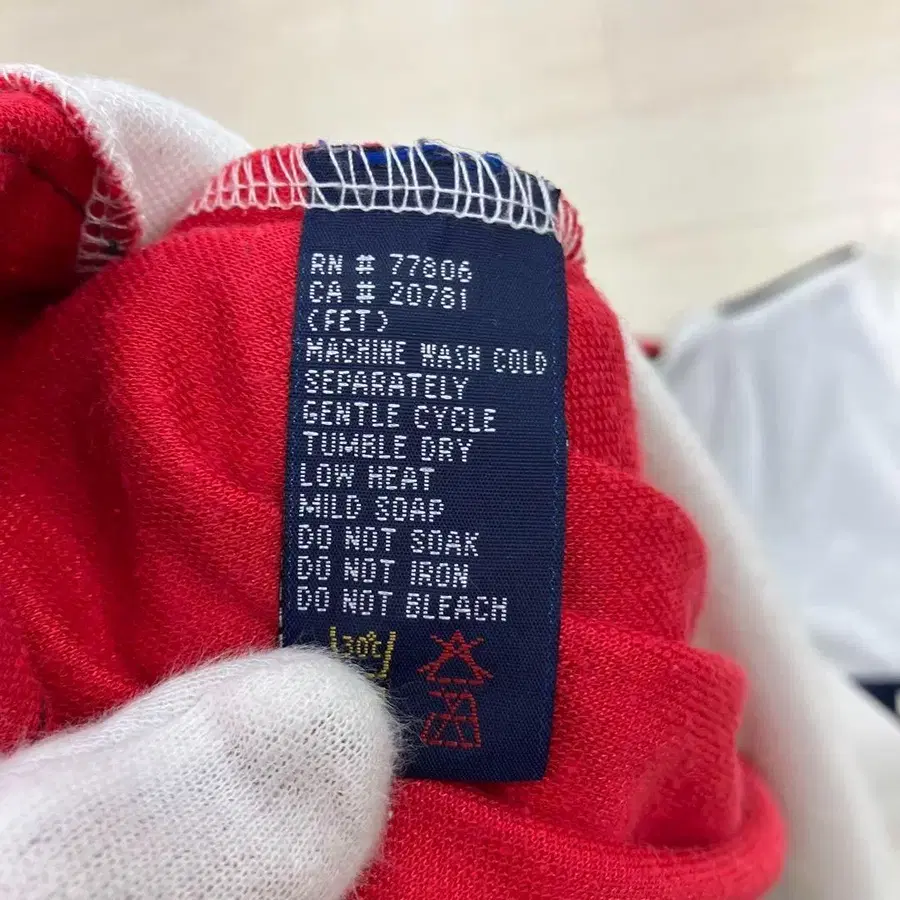 RN # 77806
CA # 20781
(FET)
MACHINE WASH COLD
SEPARATELY
GENTLE CYCLE
TUMBLE DRY
LOW HEAT
MILD SOAP
DO NOT SOAK
DO NOT IRON
DO NOT BLEACH
30°C